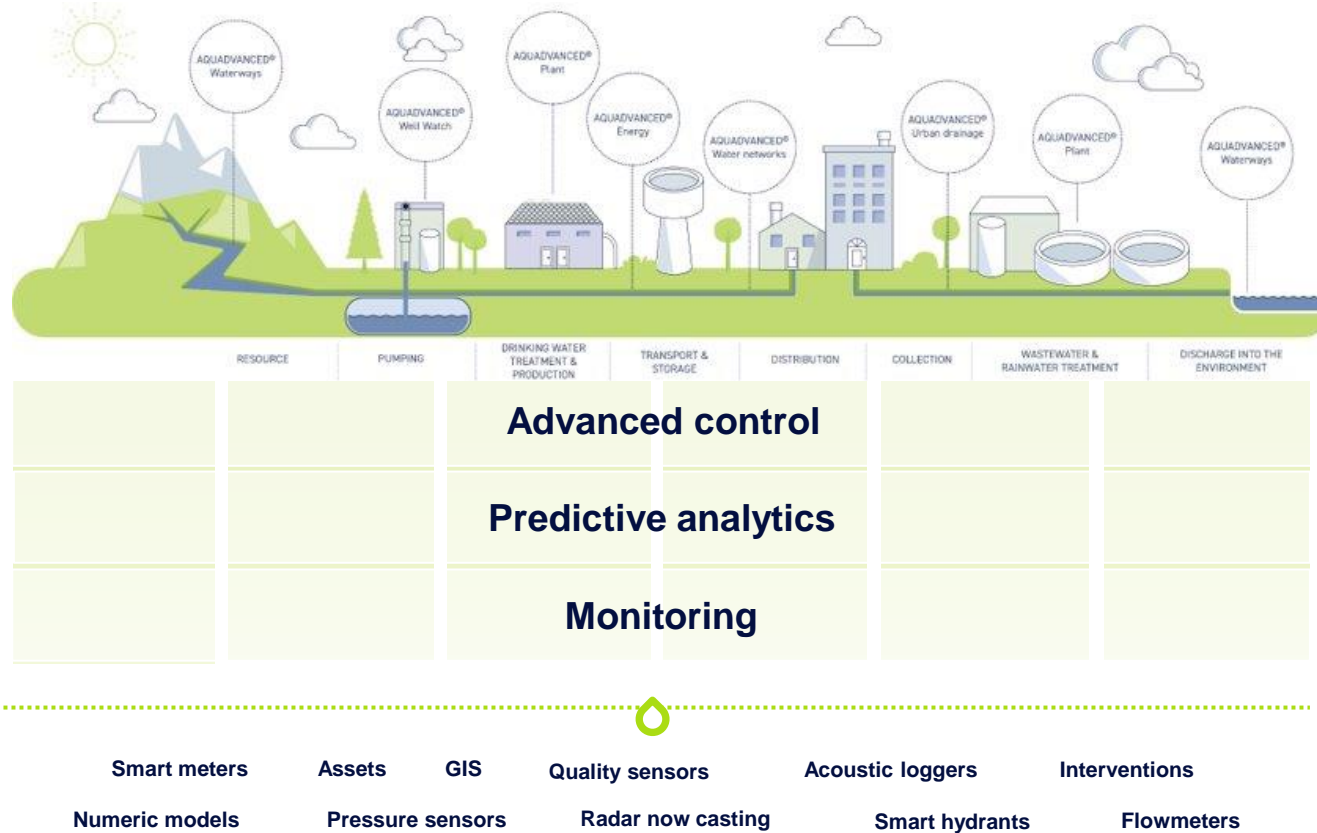 AQUADVANCED®
Waterways
AQUADVANCED®
Well Watch
AQUADVANCED®
Plant
AQUADVANCED®
Energy
AQUADVANCED®
Water networks
AQUADVANCED®
Urban drainage
AQUADVANCED®
Plant
AQUADVANCED®
Waterways
RESOURCE
PUMPING
DRINKING WATER
TREATMENT &
PRODUCTION
TRANSPORT &
STORAGE
DISTRIBUTION
COLLECTION
WASTEWATER &
RAINWATER TREATMENT
DISCHARGE INTO THE
ENVIRONMENT
Advanced control
Predictive analytics
Monitoring
Smart meters
Assets
GIS
Quality sensors
Acoustic loggers
Interventions
Numeric models
Pressure sensors
Radar now casting
Smart hydrants
Flowmeters